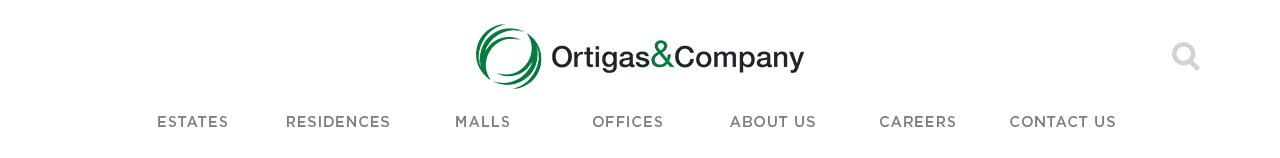 Ortigas&Company
ESTATES RESIDENCES MALLS OFFICES ABOUT US CAREERS CONTACT US